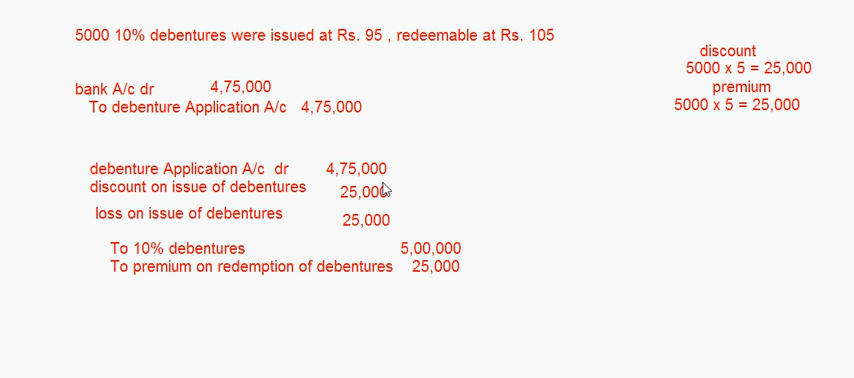 5000 10% debentures were issued at Rs. 95 , redeemable at Rs. 105
discount
5000 x 5 = 25,000
premium
5000 x 5 = 25,000
bank A/c dr 4,75,000
To debenture Application A/c 4,75,000
debenture Application A/c dr 4,75,000
discount on issue of debentures 25,000
loss on issue of debentures 25,000
To 10% debentures 5,00,000
To premium on redemption of debentures 25,000